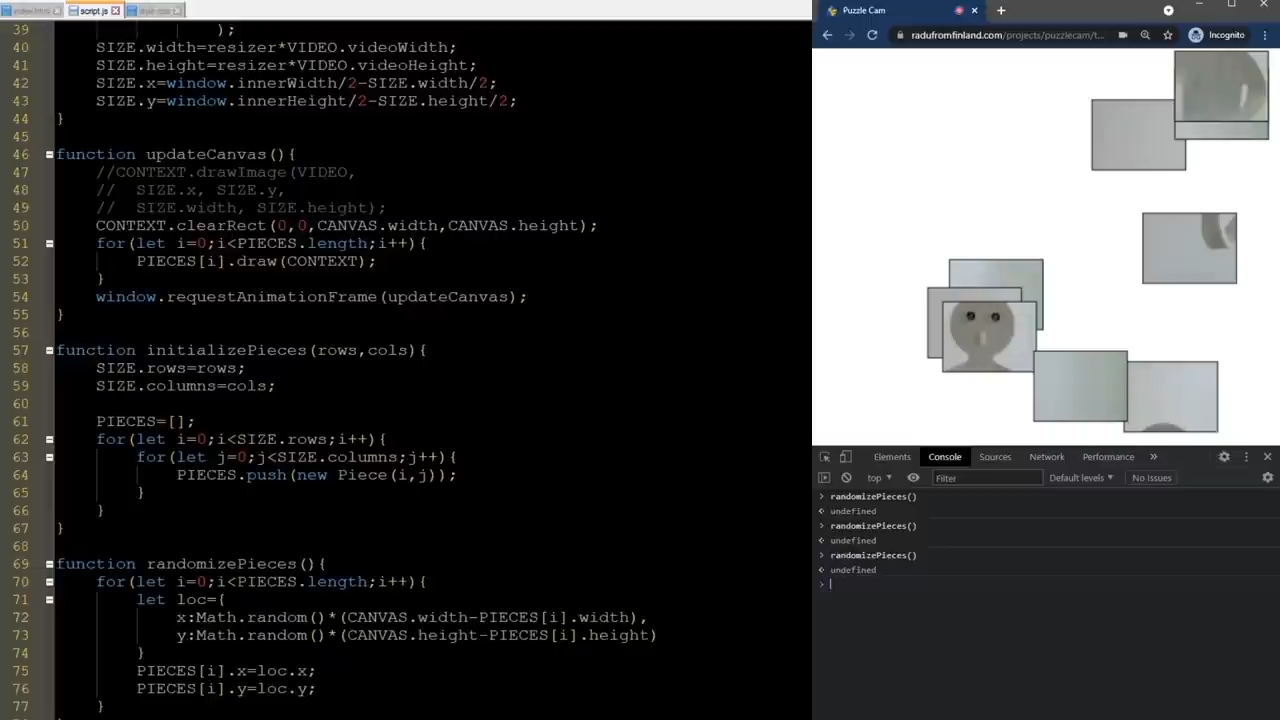 index.html
script.js
style.css
39 );
40 SIZE.width=resizer*VIDEO.videoWidth;
41 SIZE.height=resizer*VIDEO.videoHeight;
42 SIZE.x=window.innerWidth/2-SIZE.width/2;
43 SIZE.y=window.innerHeight/2-SIZE.height/2;
44 }
45
46 function updateCanvas(){
47 //CONTEXT.drawImage(VIDEO,
48 // SIZE.x, SIZE.y,
49 // SIZE.width, SIZE.height);
50 CONTEXT.clearRect(0,0,CANVAS.width,CANVAS.height);
51 for(let i=0;i<PIECES.length;i++){
52 PIECES[i].draw(CONTEXT);
53 }
54 window.requestAnimationFrame(updateCanvas);
55 }
56
57 function initializePieces(rows,cols){
58 SIZE.rows=rows;
59 SIZE.columns=cols;
60
61 PIECES=[];
62 for(let i=0;i<SIZE.rows;i++){
63 for(let j=0;j<SIZE.columns;j++){
64 PIECES.push(new Piece(i,j));
65 }
66 }
67 }
68
69 function randomizePieces(){
70 for(let i=0;i<PIECES.length;i++){
71 let loc={
72 x:Math.random()*(CANVAS.width-PIECES[i].width),
73 y:Math.random()*(CANVAS.height-PIECES[i].height)
74 }
75 PIECES[i].x=loc.x;
76 PIECES[i].y=loc.y;
77 }
Puzzle Cam
radufromfinland.com/projects/puzzlecam/t...
Incognito
Elements Console Sources Network Performance »
top Filter Default levels No Issues
> randomizePieces()
undefined
> randomizePieces()
undefined
> randomizePieces()
undefined
>